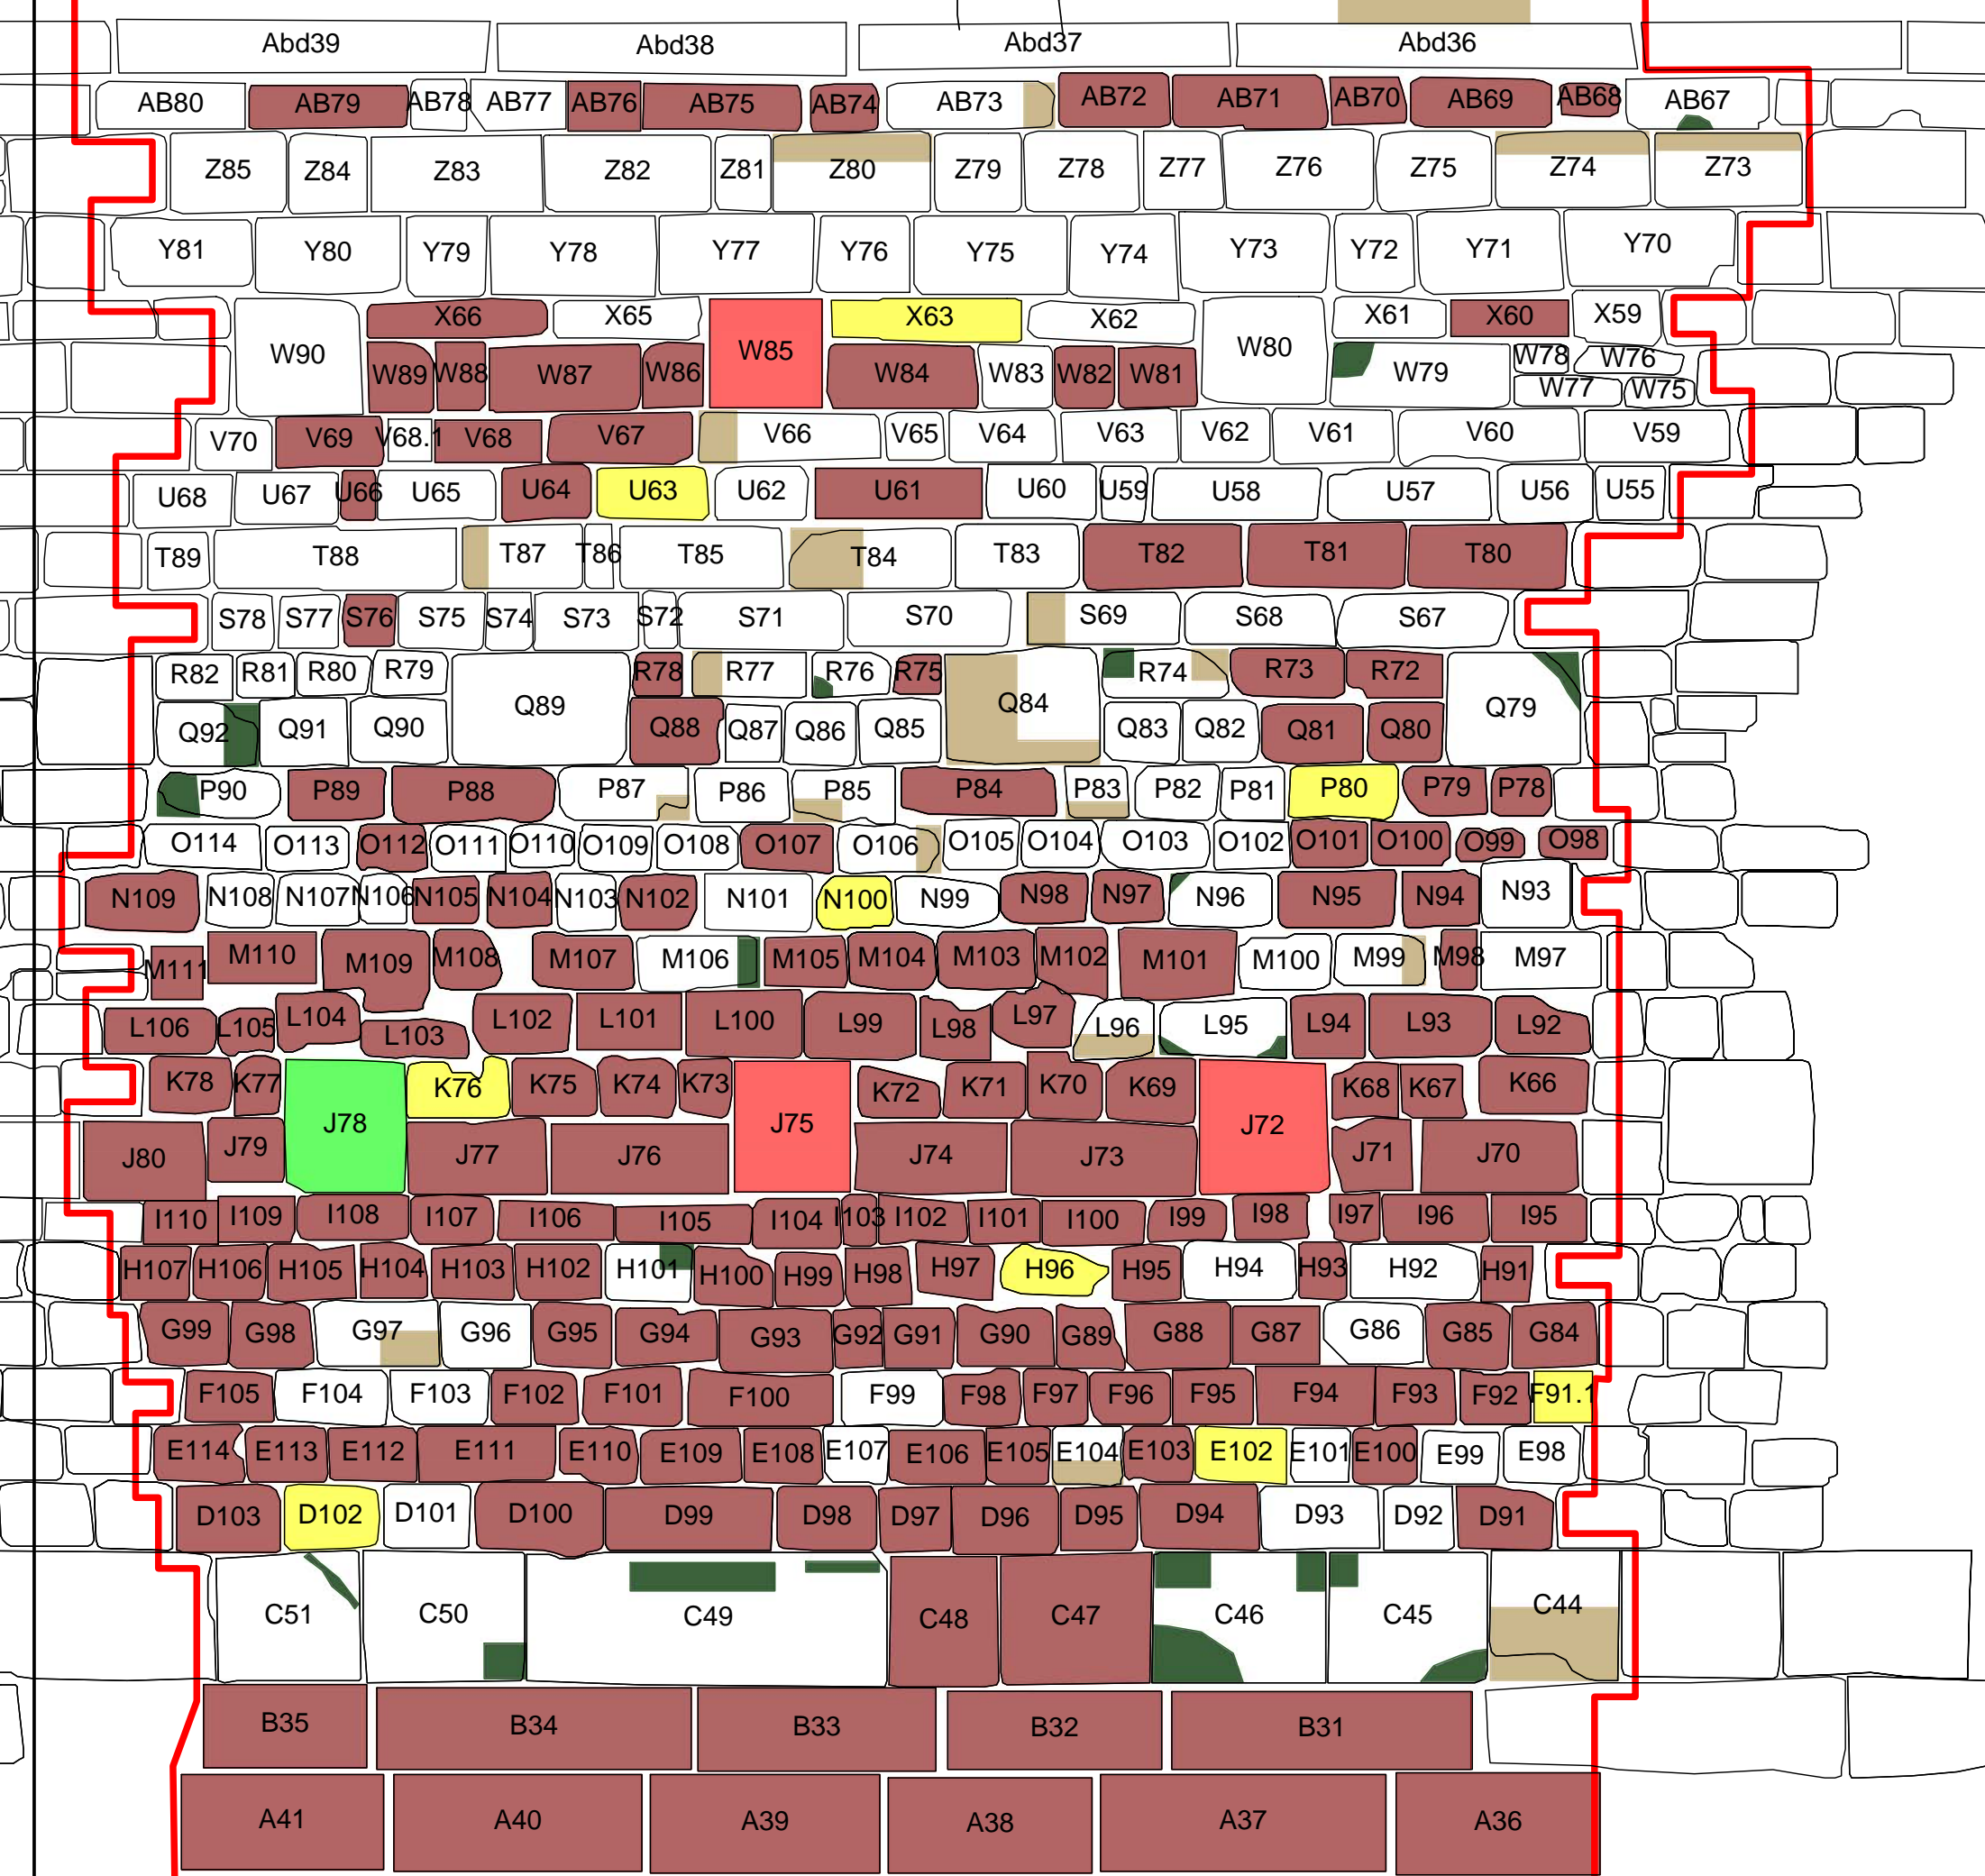 Abd39 Abd38 Abd37 Abd36
AB80 AB79 AB78 AB77 AB76 AB75 AB74 AB73 AB72 AB71 AB70 AB69 AB68 AB67
Z85 Z84 Z83 Z82 Z81 Z80 Z79 Z78 Z77 Z76 Z75 Z74 Z73
Y81 Y80 Y79 Y78 Y77 Y76 Y75 Y74 Y73 Y72 Y71 Y70
X66 X65 X63 X62 X61 X60 X59
W90 W89 W88 W87 W86 W85 W84 W83 W82 W81 W80 W79 W78 W76
W77 W75
V70 V69 V68.1 V68 V67 V66 V65 V64 V63 V62 V61 V60 V59
U68 U67 U66 U65 U64 U63 U62 U61 U60 U59 U58 U57 U56 U55
T89 T88 T87 T86 T85 T84 T83 T82 T81 T80
S78 S77 S76 S75 S74 S73 S72 S71 S70 S69 S68 S67
R82 R81 R80 R79 R78 R77 R76 R75 R74 R73 R72
Q92 Q91 Q90 Q89 Q88 Q87 Q86 Q85 Q84 Q83 Q82 Q81 Q80 Q79
P90 P89 P88 P87 P86 P85 P84 P83 P82 P81 P80 P79 P78
O114 O113 O112 O111 O110 O109 O108 O107 O106 O105 O104 O103 O102 O101 O100 O99 O98
N109 N108 N107 N106 N105 N104 N103 N102 N101 N100 N99 N98 N97 N96 N95 N94 N93
M111 M110 M109 M108 M107 M106 M105 M104 M103 M102 M101 M100 M99 M98 M97
L106 L105 L104 L103 L102 L101 L100 L99 L98 L97 L96 L95 L94 L93 L92
K78 K77 K76 K75 K74 K73 K72 K71 K70 K69 K68 K67 K66
J80 J79 J78 J77 J76 J75 J74 J73 J72 J71 J70
I110 I109 I108 I107 I106 I105 I104 I103 I102 I101 I100 I99 I98 I97 I96 I95
H107 H106 H105 H104 H103 H102 H101 H100 H99 H98 H97 H96 H95 H94 H93 H92 H91
G99 G98 G97 G96 G95 G94 G93 G92 G91 G90 G89 G88 G87 G86 G85 G84
F105 F104 F103 F102 F101 F100 F99 F98 F97 F96 F95 F94 F93 F92 F91.1
E114 E113 E112 E111 E110 E109 E108 E107 E106 E105 E104 E103 E102 E101 E100 E99 E98
D103 D102 D101 D100 D99 D98 D97 D96 D95 D94 D93 D92 D91
C51 C50 C49 C48 C47 C46 C45 C44
B35 B34 B33 B32 B31
A41 A40 A39 A38 A37 A36